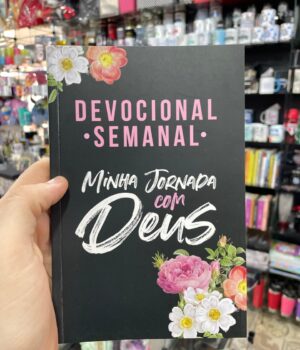 DEVOCIONAL
•SEMANAL•
MINHA JORNADA
COM
Deus